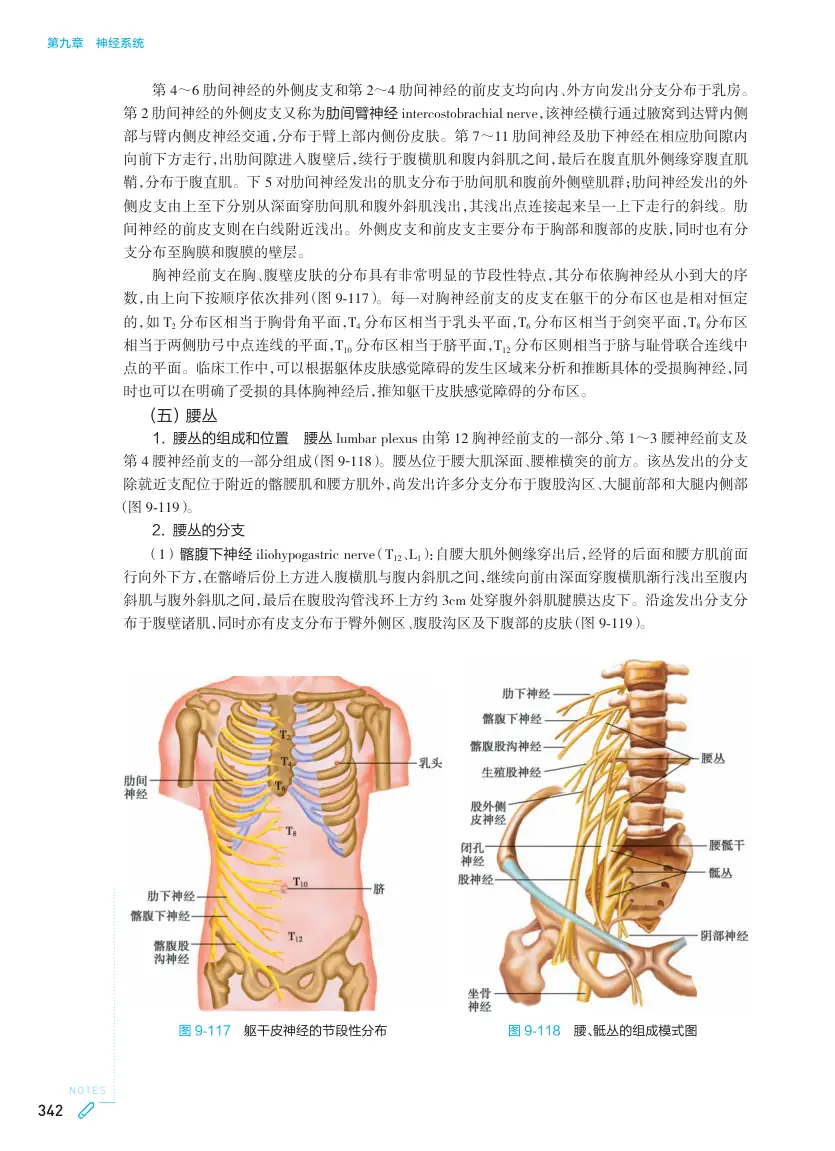 第九章　神经系统
第 4～6 肋间神经的外侧皮支和第 2～4 肋间神经的前皮支均向内、外方向发出分支分布于乳房。
第 2 肋间神经的外侧皮支又称为肋间臂神经 intercostobrachial nerve，该神经横行通过腋窝到达臂内侧
部与臂内侧皮神经交通，分布于臂上部内侧份皮肤。第 7～11 肋间神经及肋下神经在相应肋间隙内
向前下方走行，出肋间隙进入腹壁后，续行于腹横肌和腹内斜肌之间，最后在腹直肌外侧缘穿腹直肌
鞘，分布于腹直肌。下 5 对肋间神经发出的肌支分布于肋间肌和腹前外侧壁肌群；肋间神经发出的外
侧皮支由上至下分别从深面穿肋间肌和腹外斜肌浅出，其浅出点连接起来呈一上下走行的斜线。肋
间神经的前皮支则在白线附近浅出。外侧皮支和前皮支主要分布于胸部和腹部的皮肤，同时也有分
支分布至胸膜和腹膜的壁层。
胸神经前支在胸、腹壁皮肤的分布具有非常明显的节段性特点，其分布依胸神经从小到大的序
数，由上向下按顺序依次排列（图 9-117）。每一对胸神经前支的皮支在躯干的分布区也是相对恒定
的，如 T₂ 分布区相当于胸骨角平面，T₄ 分布区相当于乳头平面，T₆ 分布区相当于剑突平面，T₈ 分布区
相当于两侧肋弓中点连线的平面，T₁₀ 分布区相当于脐平面，T₁₂ 分布区则相当于脐与耻骨联合连线中
点的平面。临床工作中，可以根据躯体皮肤感觉障碍的发生区域来分析和推断具体的受损胸神经，同
时也可以在明确了受损的具体胸神经后，推知躯干皮肤感觉障碍的分布区。
（五）腰丛
1. 腰丛的组成和位置　腰丛 lumbar plexus 由第 12 胸神经前支的一部分、第 1～3 腰神经前支及
第 4 腰神经前支的一部分组成（图 9-118）。腰丛位于腰大肌深面、腰椎横突的前方。该丛发出的分支
除就近支配位于附近的髂腰肌和腰方肌外，尚发出许多分支分布于腹股沟区、大腿前部和大腿内侧部
（图 9-119）。
2. 腰丛的分支
（1）髂腹下神经 iliohypogastric nerve（T₁₂、L₁）：自腰大肌外侧缘穿出后，经肾的后面和腰方肌前面
行向外下方，在髂嵴后份上方进入腹横肌与腹内斜肌之间，继续向前由深面穿腹横肌渐行浅出至腹内
斜肌与腹外斜肌之间，最后在腹股沟管浅环上方约 3cm 处穿腹外斜肌腱膜达皮下。沿途发出分支分
布于腹壁诸肌，同时亦有皮支分布于臀外侧区、腹股沟区及下腹部的皮肤（图 9-119）。
T₂
T₄
T₆
T₈
T₁₀
T₁₂
乳头
肋间
神经
脐
肋下神经
髂腹下神经
髂腹股
沟神经
图 9-117　躯干皮神经的节段性分布
肋下神经
髂腹下神经
髂腹股沟神经
生殖股神经
股外侧
皮神经
闭孔
神经
股神经
坐骨
神经
腰丛
腰骶干
骶丛
阴部神经
图 9-118　腰、骶丛的组成模式图
NOTES
342